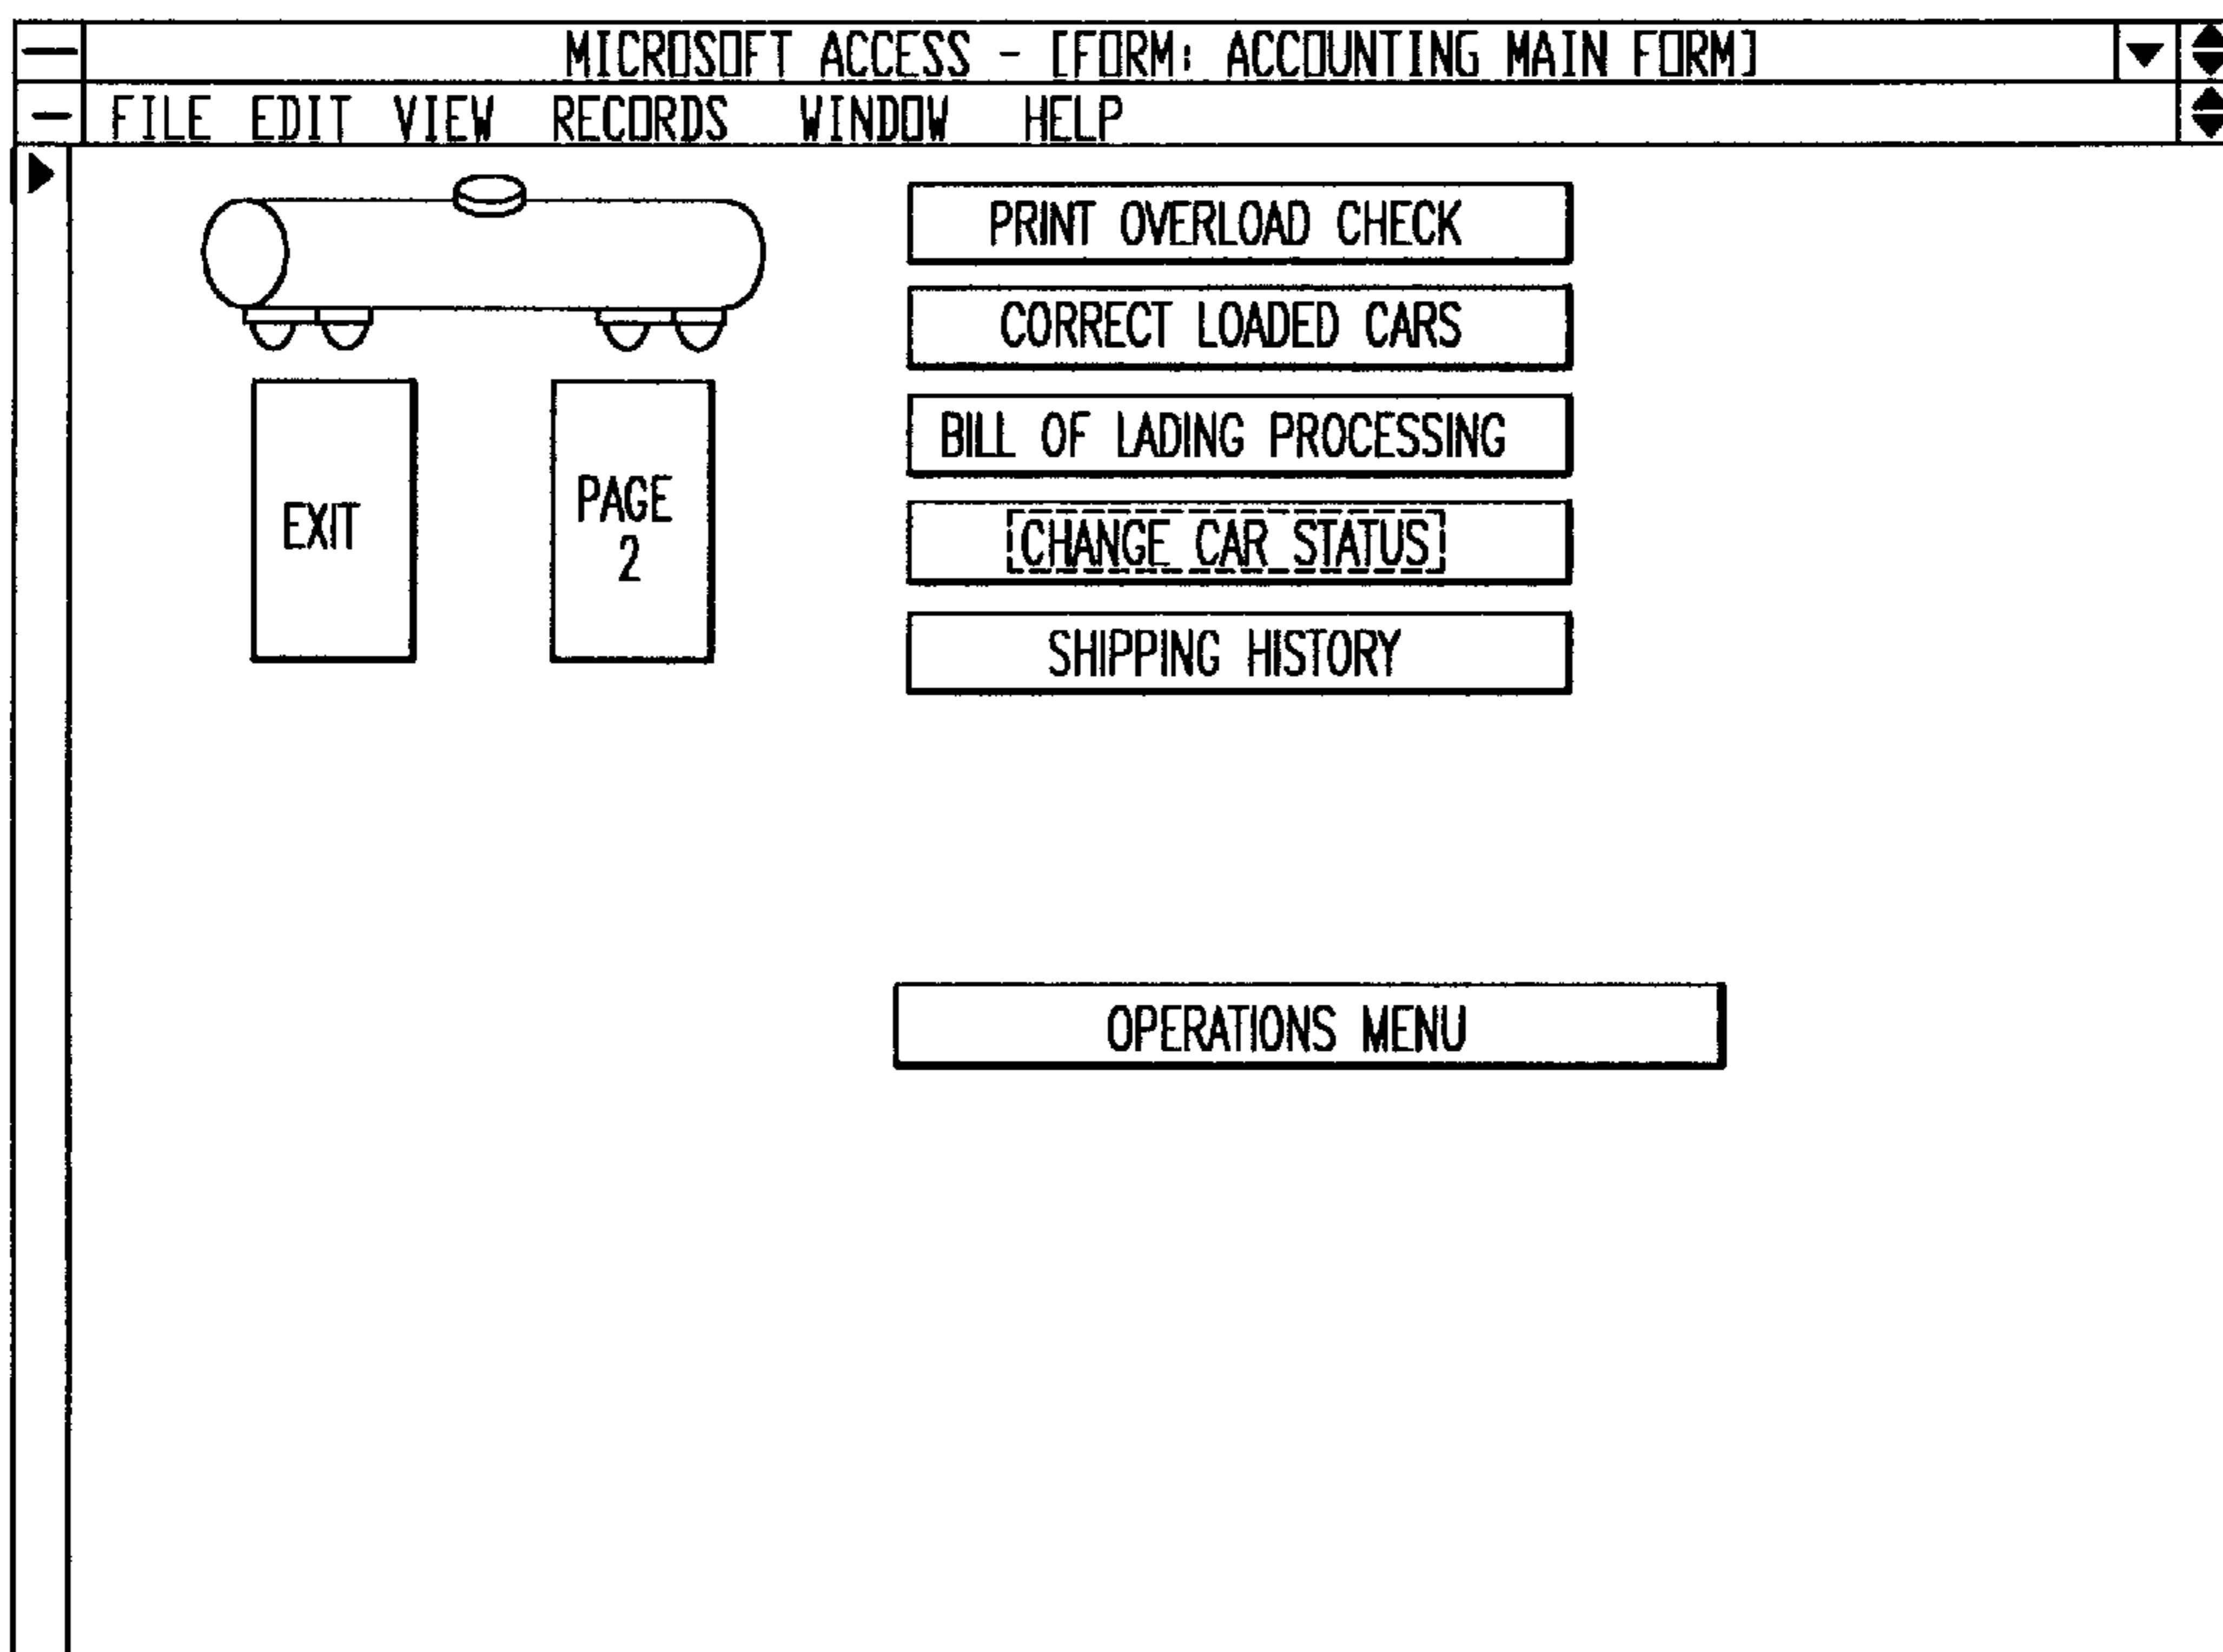 MICROSOFT ACCESS - [FORM: ACCOUNTING MAIN FORM]
FILE EDIT VIEW RECORDS WINDOW HELP
PRINT OVERLOAD CHECK
CORRECT LOADED CARS
BILL OF LADING PROCESSING
CHANGE CAR STATUS
SHIPPING HISTORY
EXIT
PAGE
2
OPERATIONS MENU